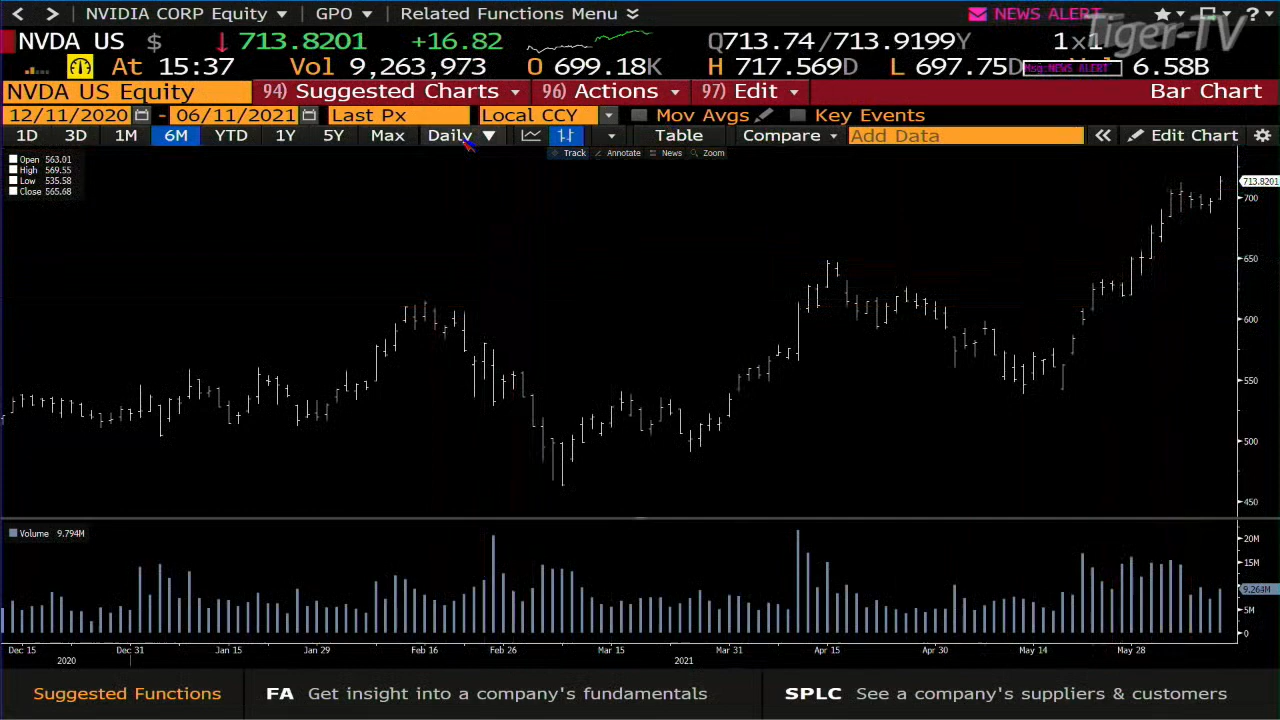 < > NVIDIA CORP Equity ▼ GPO ▼ Related Functions Menu NEWS ALERT ?
Tiger-TV
NVDA US $ ↓ 713.8201 +16.82 Q713.74/713.9199Y 1x1
At 15:37 Vol 9,263,973 O 699.18K H 717.569D L 697.75D 6.58B
Msg:NEWS ALERT
NVDA US Equity 94) Suggested Charts 96) Actions 97) Edit Bar Chart
12/11/2020 - 06/11/2021 Last Px Local CCY Mov Avgs Key Events
1D 3D 1M 6M YTD 1Y 5Y Max Daily ▼ Table Compare Add Data « Edit Chart
Track Annotate News Zoom
Open 563.01
High 569.55
Low 535.58
Close 565.68
713.8201
700
650
600
550
500
450
Volume 9.794M
20M
15M
9.264M
5M
0
Dec 15 Dec 31 Jan 15 Jan 29 Feb 16 Feb 26 Mar 15 Mar 31 Apr 15 Apr 30 May 14 May 28
2020 2021
Suggested Functions FA Get insight into a company's fundamentals SPLC See a company's suppliers & customers